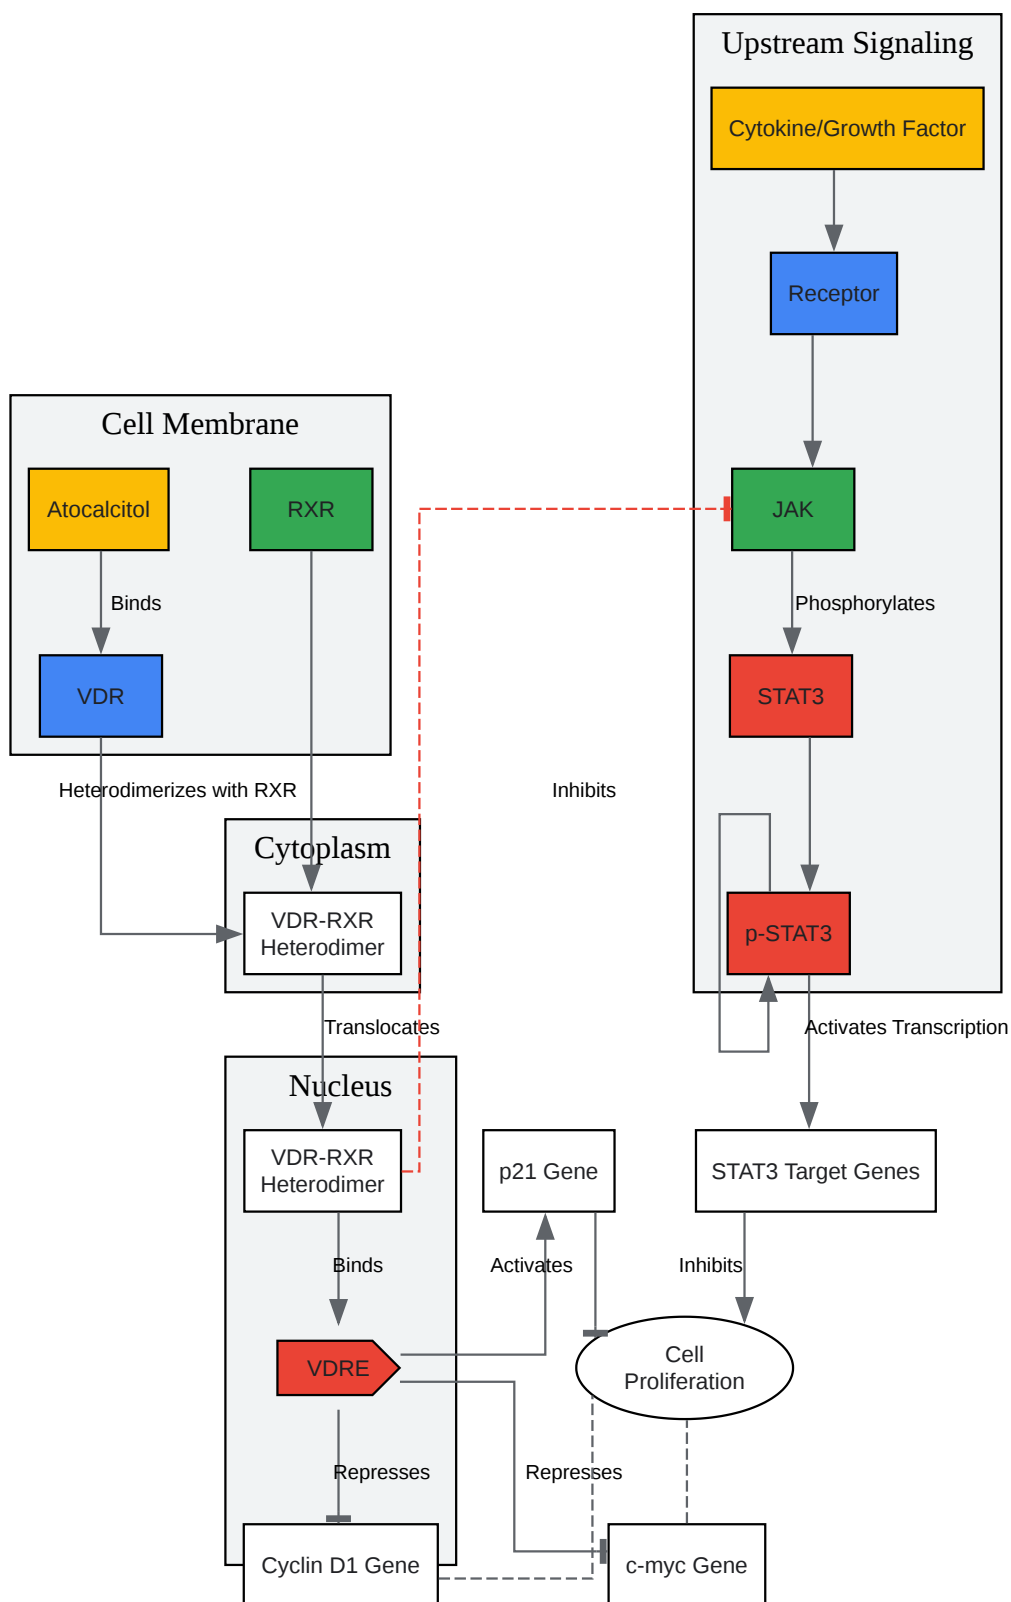 Upstream Signaling
Cytokine/Growth Factor
Receptor
Cell Membrane
Atocalcitol
RXR
JAK
Binds
Phosphorylates
VDR
STAT3
Heterodimerizes with RXR
Inhibits
Cytoplasm
VDR-RXR
Heterodimer
p-STAT3
Translocates
Activates Transcription
Nucleus
VDR-RXR
Heterodimer
p21 Gene
STAT3 Target Genes
Binds
Activates
Inhibits
VDRE
Cell
Proliferation
Represses
Represses
Cyclin D1 Gene
c-myc Gene